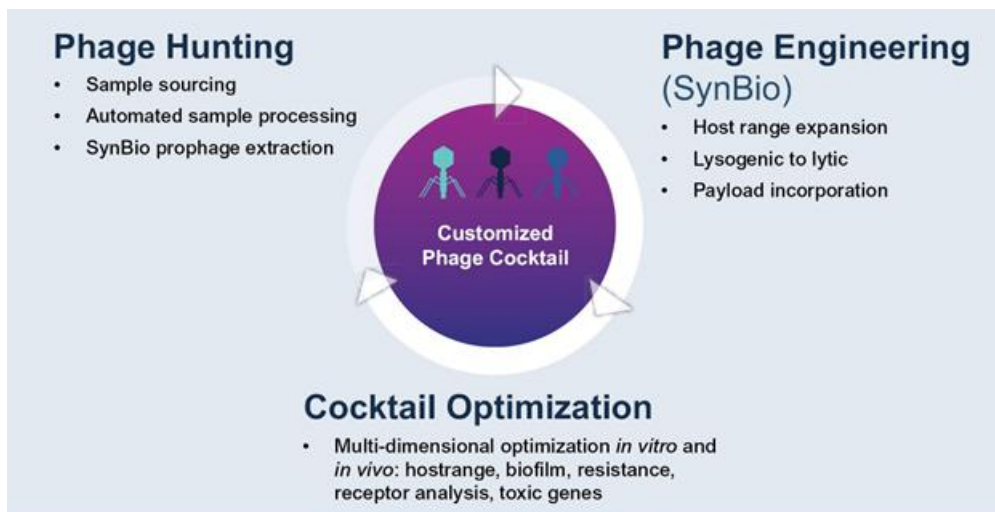 Phage Hunting
• Sample sourcing
• Automated sample processing
• SynBio prophage extraction
Phage Engineering
(SynBio)
• Host range expansion
• Lysogenic to lytic
• Payload incorporation
Customized
Phage Cocktail
Cocktail Optimization
• Multi-dimensional optimization in vitro and
in vivo: hostrange, biofilm, resistance,
receptor analysis, toxic genes